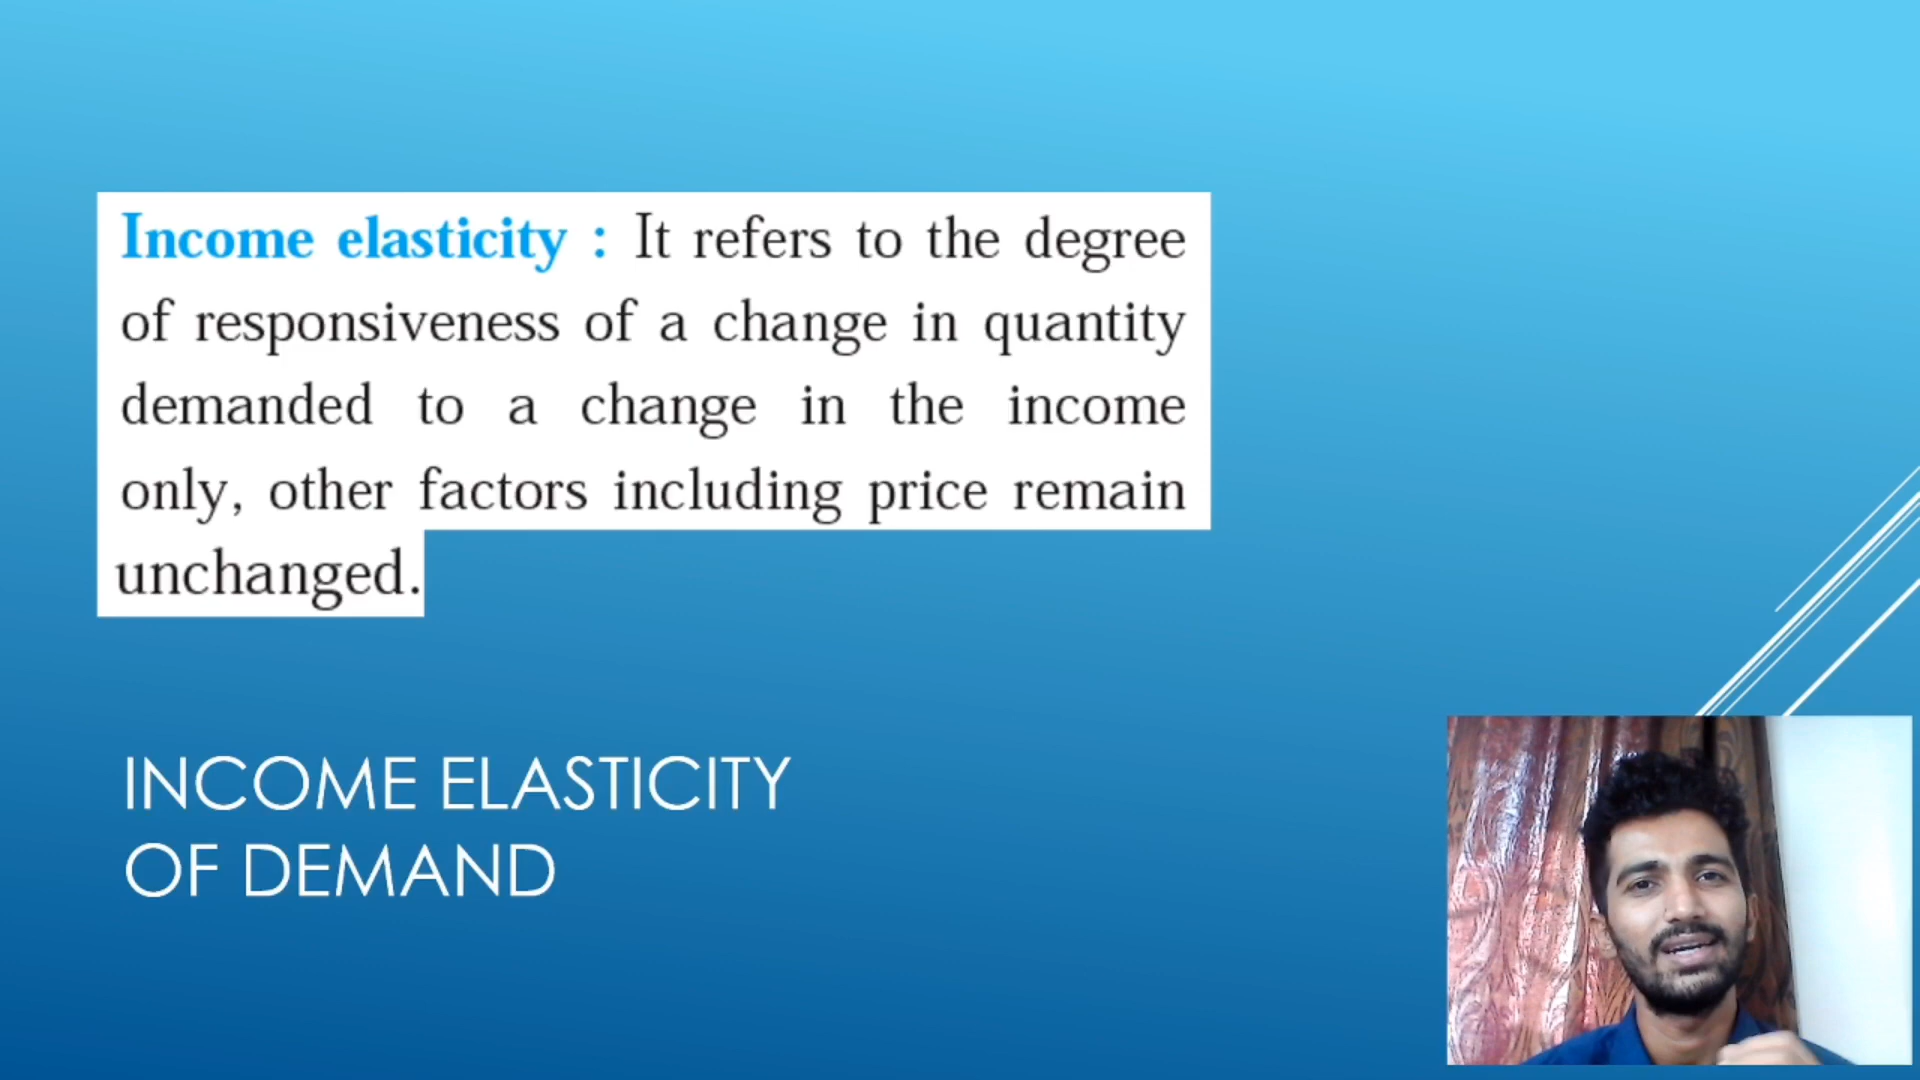 Income elasticity : It refers to the degree
of responsiveness of a change in quantity
demanded to a change in the income
only, other factors including price remain
unchanged.
INCOME ELASTICITY
OF DEMAND